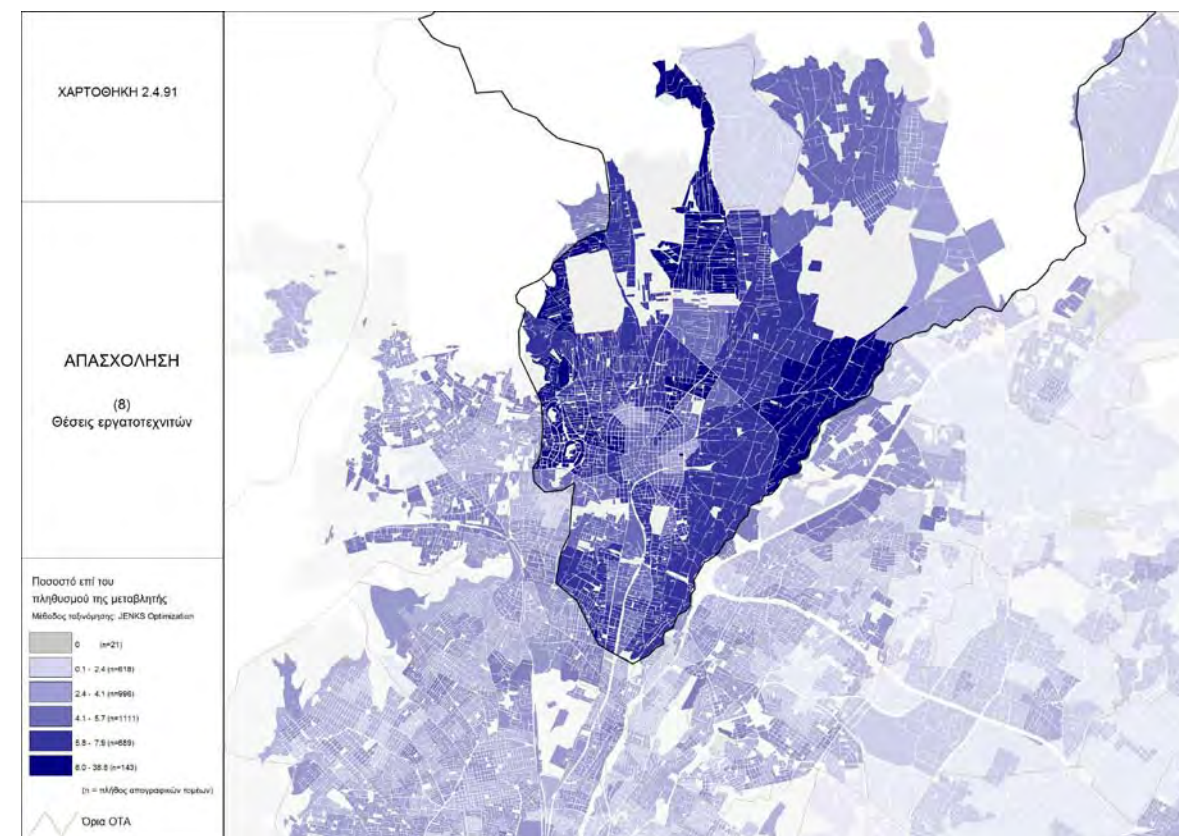 ΧΑΡΤΟΘΗΚΗ 2.4.91
ΑΠΑΣΧΟΛΗΣΗ
(8)
Θέσεις εργατοτεχνιτών
Ποσοστό επί του
πληθυσμού της μεταβλητής
Μέθοδος ταξινόμησης: JENKS Optimization
0 (n=21)
0.1 - 2.4 (n=618)
2.4 - 4.1 (n=996)
4.1 - 5.7 (n=1111)
5.8 - 7.9 (n=689)
8.0 - 38.8 (n=143)
(n = πλήθος απογραφικών τομέων)
Όρια ΟΤΑ